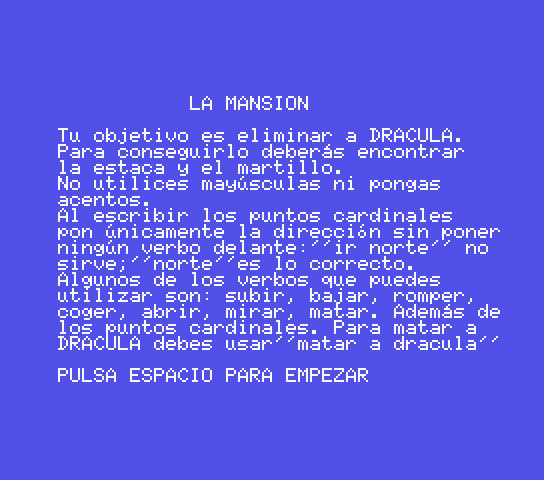 LA MANSION
Tu objetivo es eliminar a DRACULA.
Para conseguirlo deberás encontrar
la estaca y el martillo.
No utilices mayúsculas ni pongas
acentos.
Al escribir los puntos cardinales
pon únicamente la dirección sin poner
ningún verbo delante:´´ir norte´´ no
sirve;´´norte´´es lo correcto.
Algunos de los verbos que puedes
utilizar son: subir, bajar, romper,
coger, abrir, mirar, matar. Además de
los puntos cardinales. Para matar a
DRACULA debes usar´´matar a dracula´´
PULSA ESPACIO PARA EMPEZAR